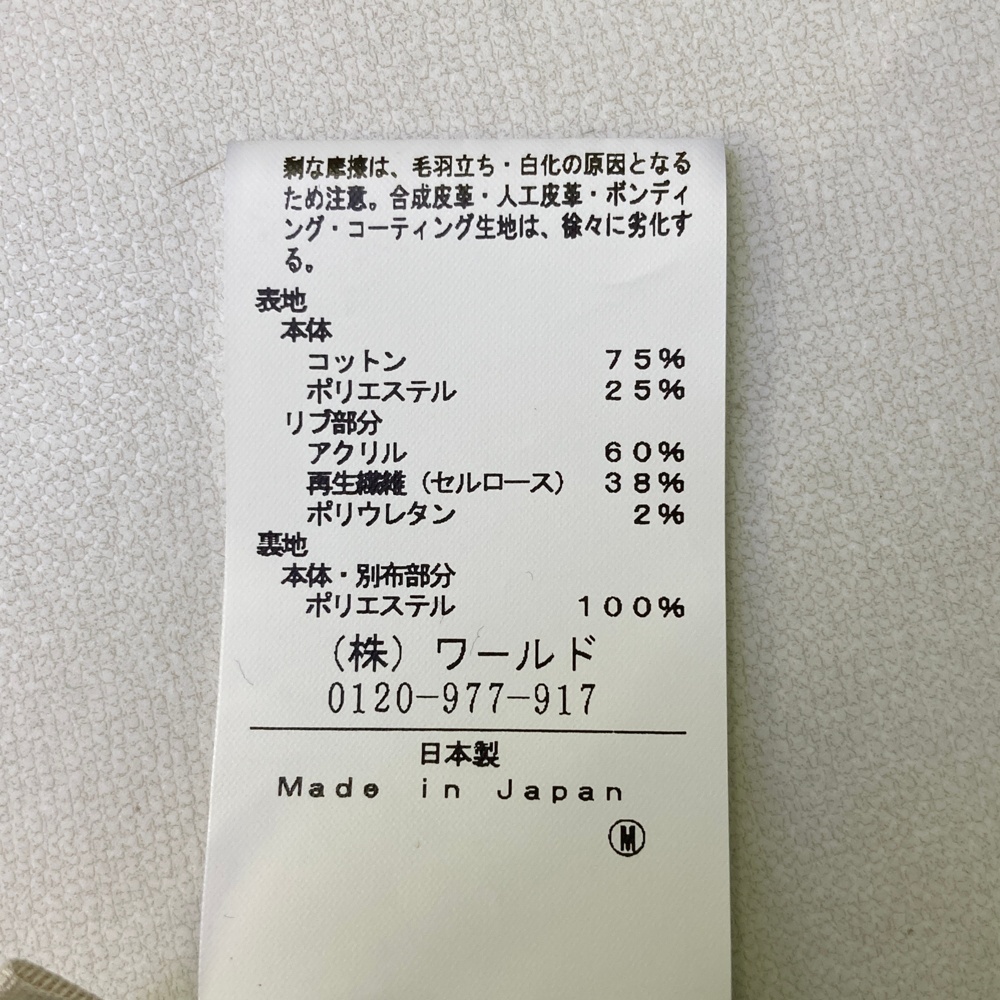 剰な摩擦は、毛羽立ち・白化の原因となる
ため注意。合成皮革・人工皮革・ボンディ
ング・コーティング生地は、徐々に劣化す
る。
表地
本体
コットン 75%
ポリエステル 25%
リブ部分
アクリル 60%
再生繊維（セルロース） 38%
ポリウレタン 2%
裏地
本体・別布部分
ポリエステル 100%
（株）ワールド
0120-977-917
日本製
Made in Japan
M